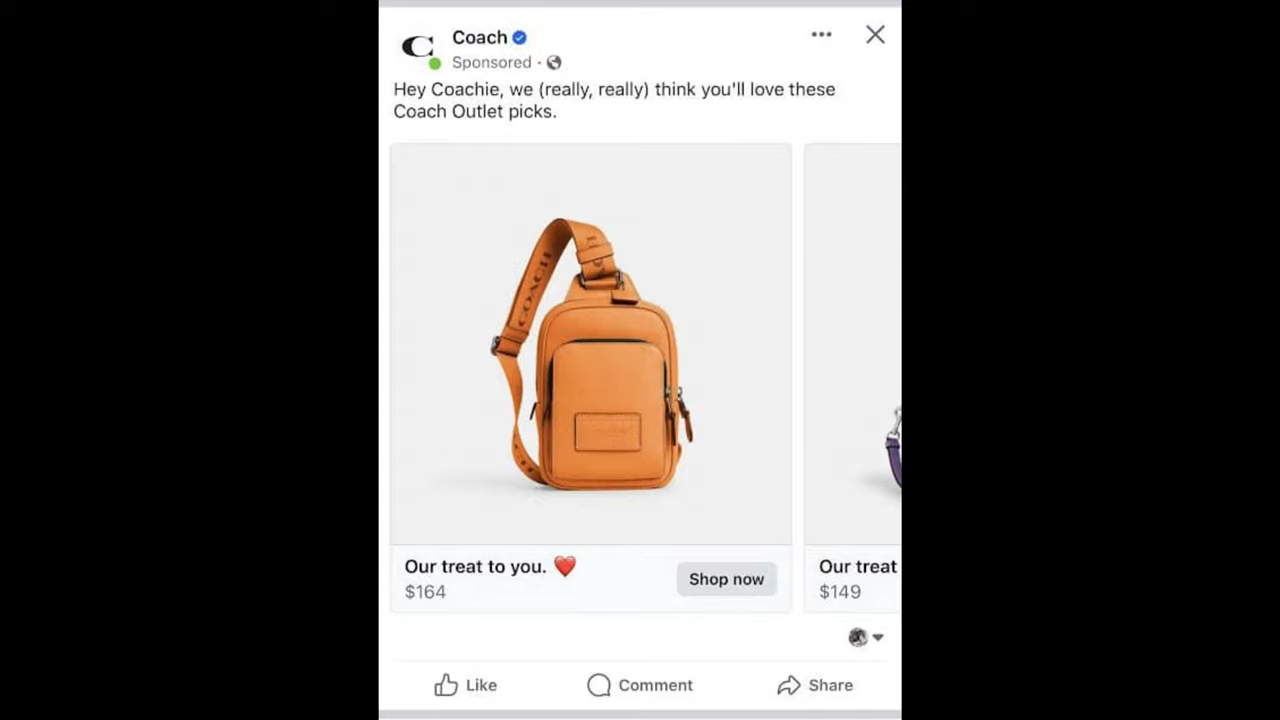 Coach
Sponsored ·
Hey Coachie, we (really, really) think you'll love these
Coach Outlet picks.
COACH
Our treat to you. ❤️
$164
Shop now
Our treat
$149
Like
Comment
Share